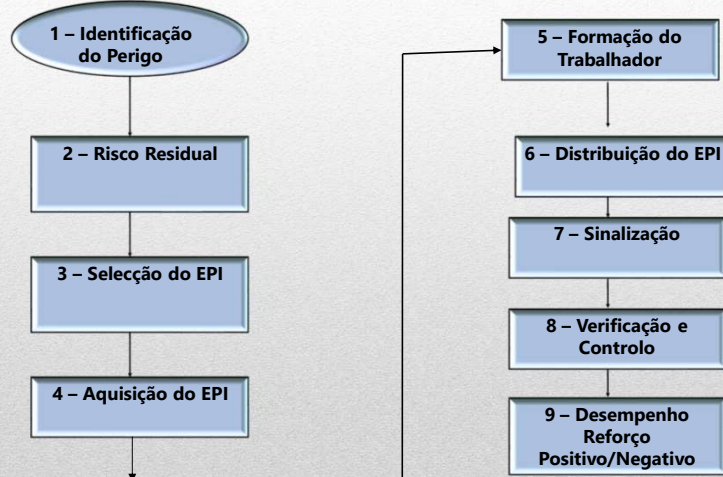 1 – Identificação
do Perigo
2 – Risco Residual
3 – Selecção do EPI
4 – Aquisição do EPI
5 – Formação do
Trabalhador
6 – Distribuição do EPI
7 – Sinalização
8 – Verificação e
Controlo
9 – Desempenho
Reforço
Positivo/Negativo